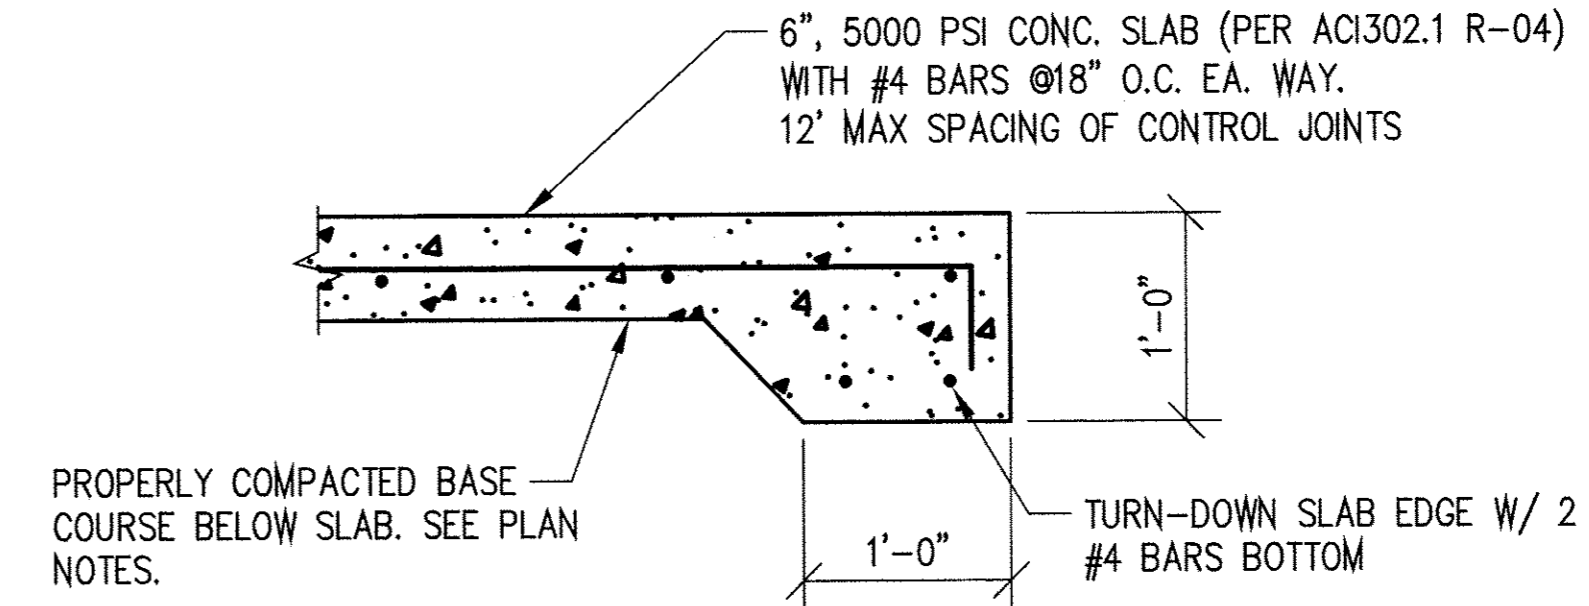 6", 5000 PSI CONC. SLAB (PER ACI302.1 R-04)
WITH #4 BARS @18" O.C. EA. WAY.
12' MAX SPACING OF CONTROL JOINTS
1'-0"
PROPERLY COMPACTED BASE
COURSE BELOW SLAB. SEE PLAN
NOTES.
1'-0"
TURN-DOWN SLAB EDGE W/ 2
#4 BARS BOTTOM